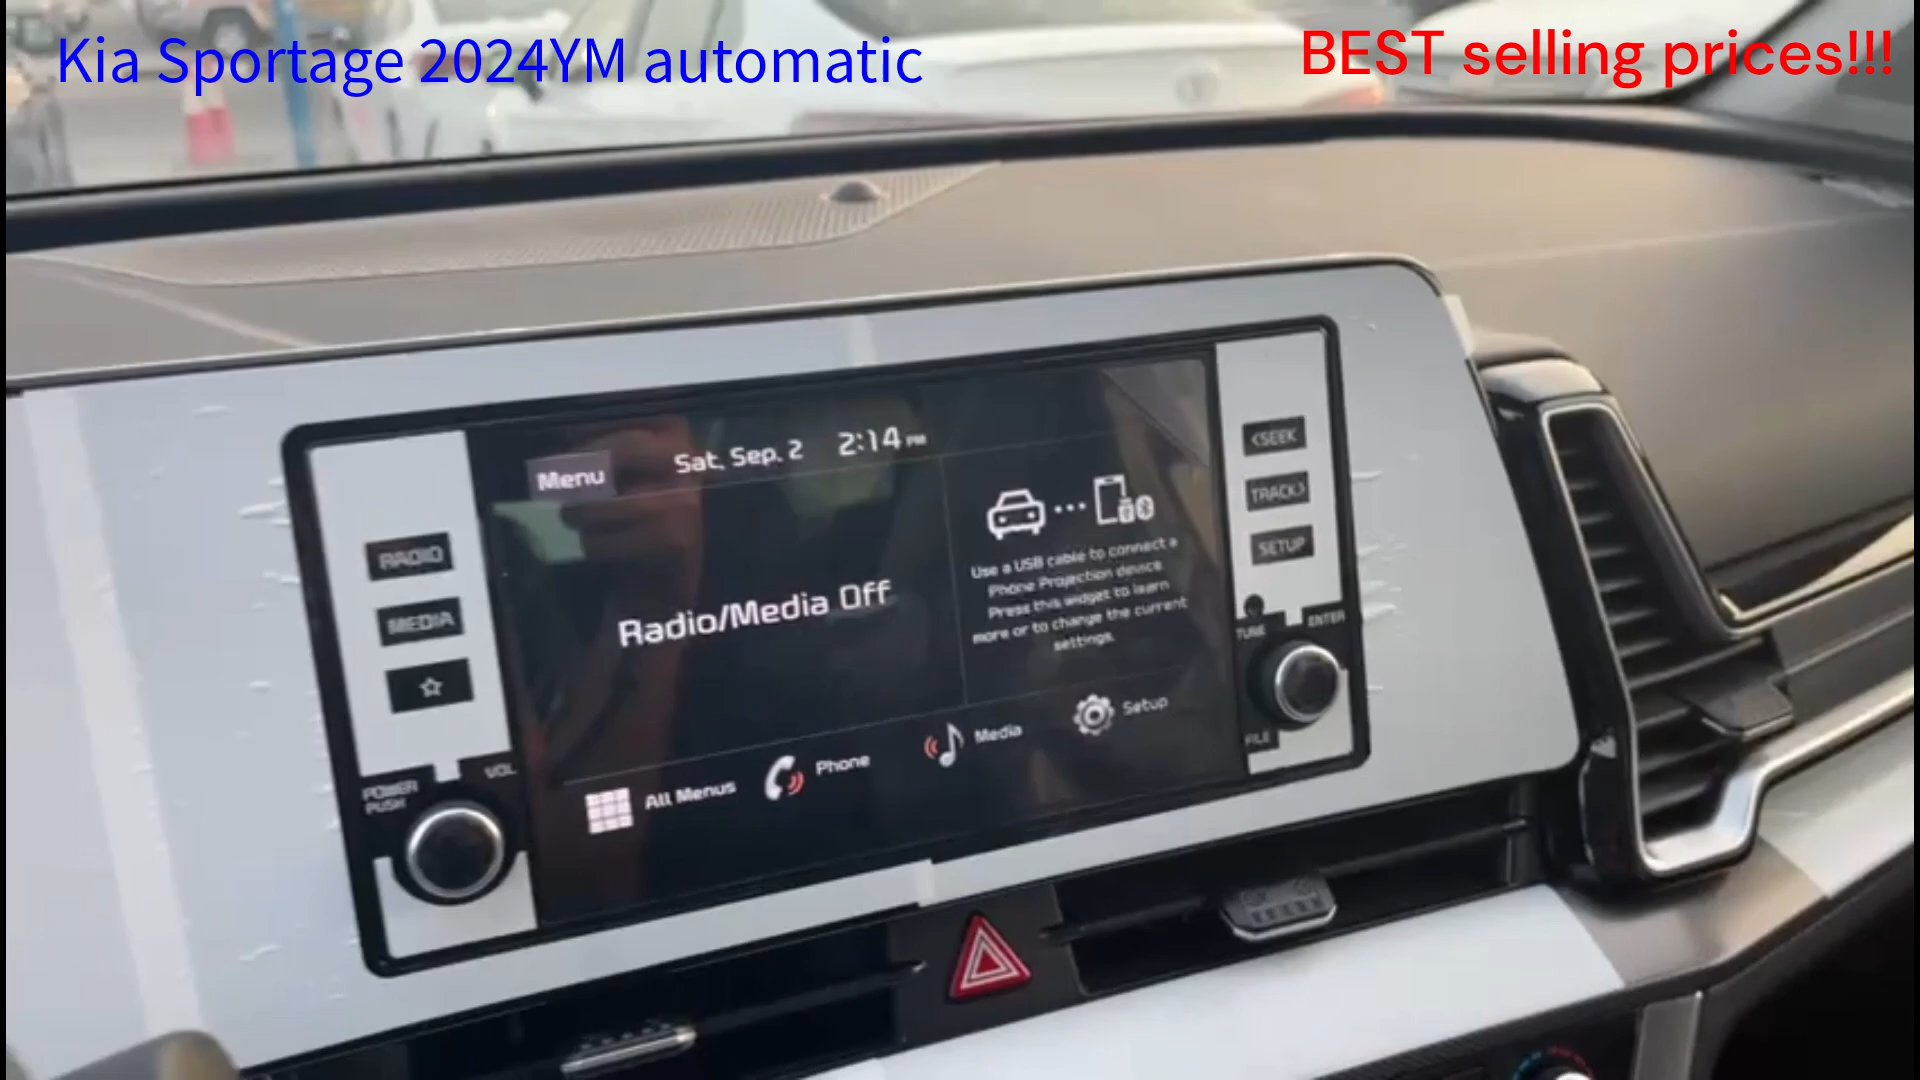 Kia Sportage 2024YM automatic
BEST selling prices!!!
Menu
Sat, Sep. 2 2:14 PM
Radio/Media Off
Use a USB cable to connect a
Phone Projection device
Press this widget to learn
more or to change the current
settings.
All Menus
Phone
Media
Setup
RADIO
MEDIA
POWER
PUSH
VOL
<SEEK
TRACK>
SETUP
TUNE
ENTER
FILE